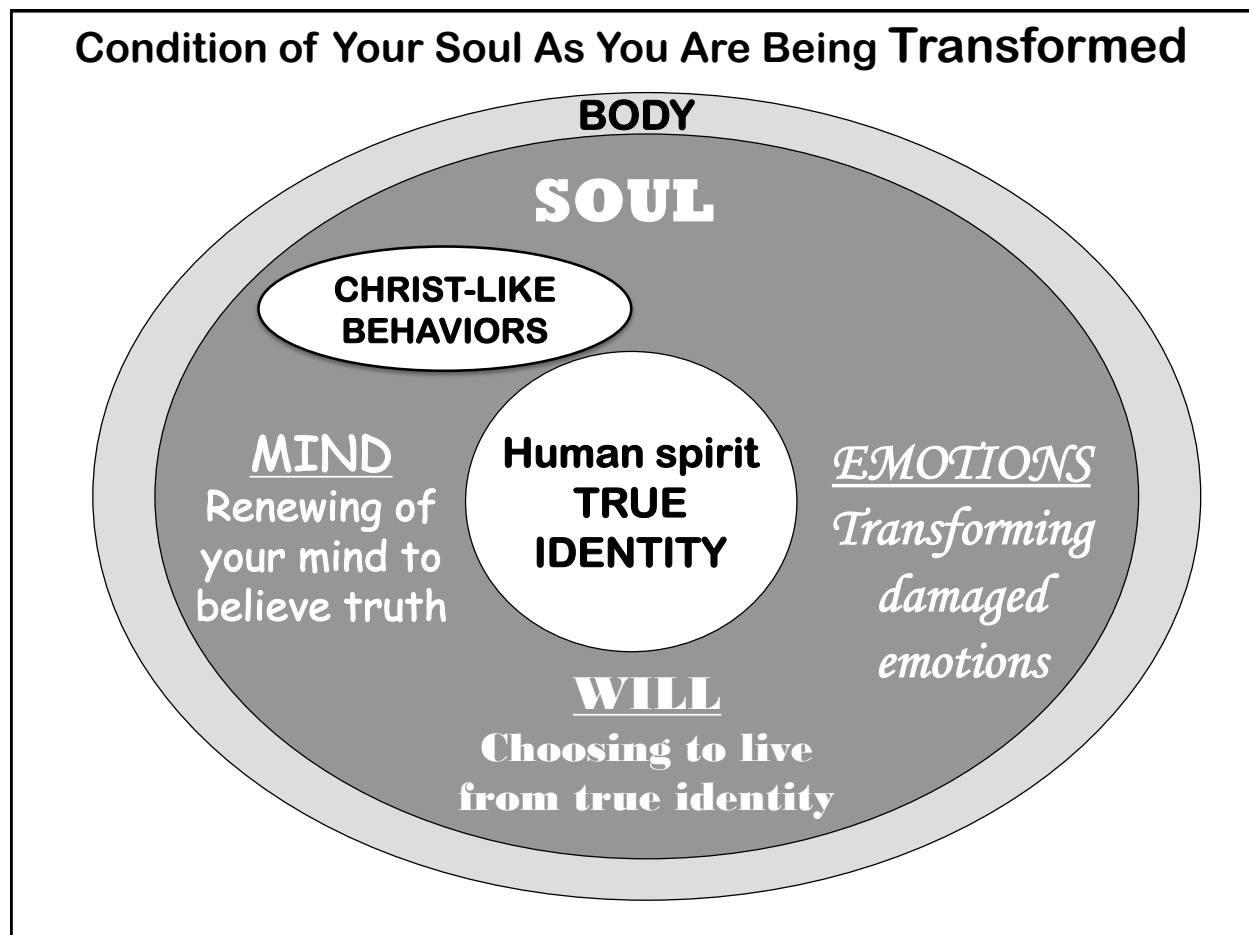 Condition of Your Soul As You Are Being Transformed
BODY
SOUL
CHRIST-LIKE
BEHAVIORS
MIND
Renewing of
your mind to
believe truth
Human spirit
TRUE
IDENTITY
EMOTIONS
Transforming
damaged
emotions
WILL
Choosing to live
from true identity